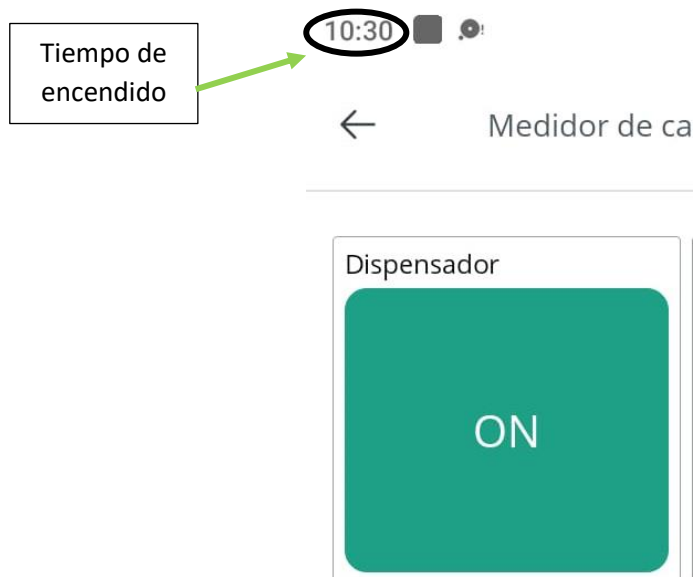 Tiempo de
encendido
10:30
Medidor de ca
Dispensador
ON